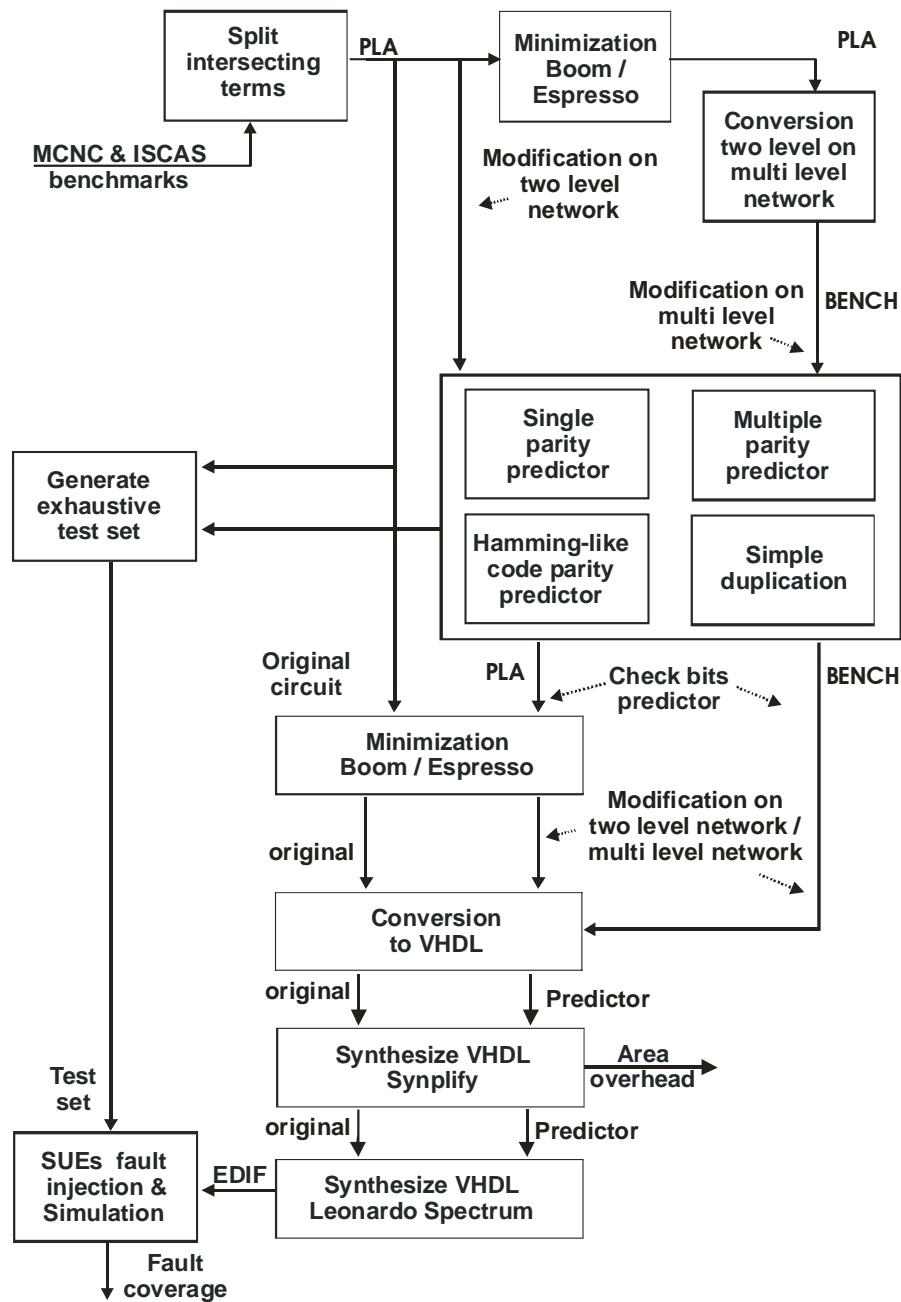 Split
intersecting
terms
PLA
Minimization
Boom /
Espresso
PLA
MCNC & ISCAS
benchmarks
Conversion
two level on
multi level
network
Modification on
two level
network
Modification on
multi level
network
BENCH
Single
parity
predictor
Multiple
parity
predictor
Hamming-like
code parity
predictor
Simple
duplication
Generate
exhaustive
test set
Original
circuit
PLA
Check bits
predictor
BENCH
Minimization
Boom / Espresso
original
Modification on
two level network /
multi level network
Conversion
to VHDL
original
Predictor
Synthesize VHDL
Synplify
Area
overhead
Test
set
original
Predictor
SUEs fault
injection &
Simulation
EDIF
Synthesize VHDL
Leonardo Spectrum
Fault
coverage